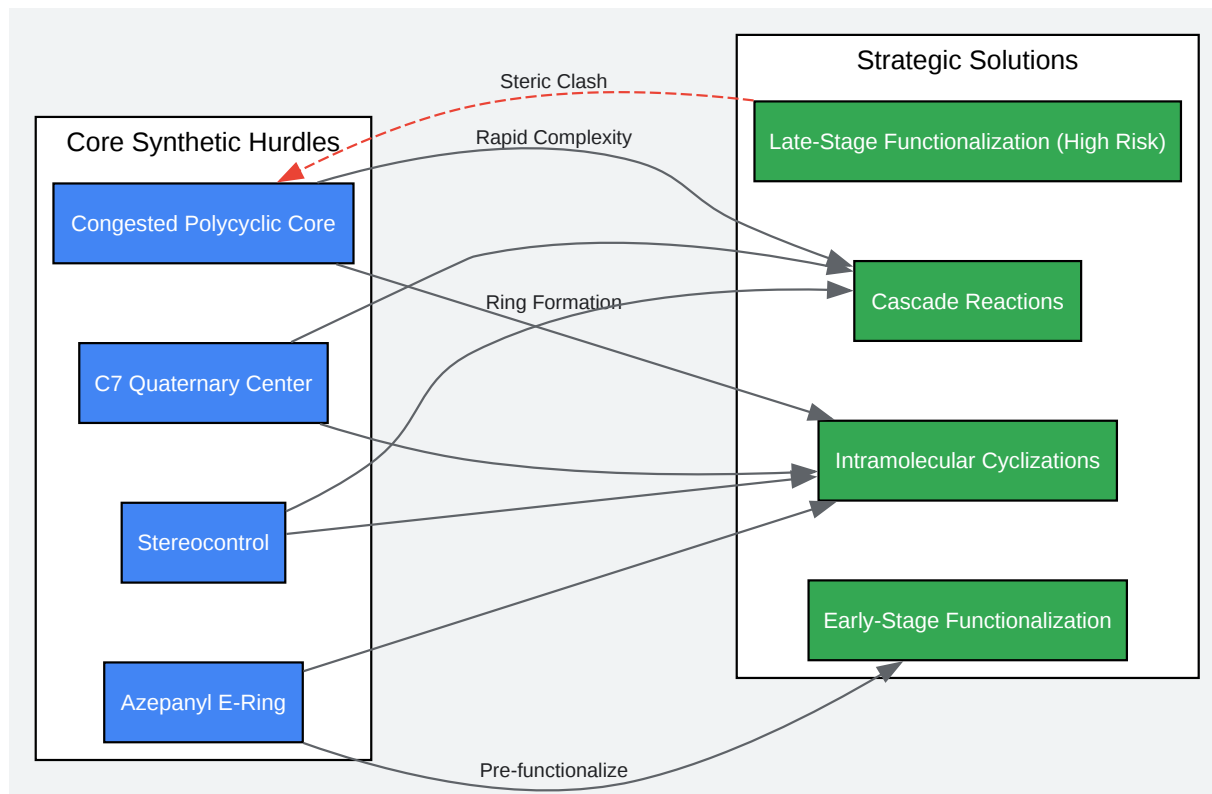 Strategic Solutions
Steric Clash
Core Synthetic Hurdles
Rapid Complexity
Late-Stage Functionalization (High Risk)
Congested Polycyclic Core
Cascade Reactions
Ring Formation
C7 Quaternary Center
Intramolecular Cyclizations
Stereocontrol
Early-Stage Functionalization
Azepanyl E-Ring
Pre-functionalize